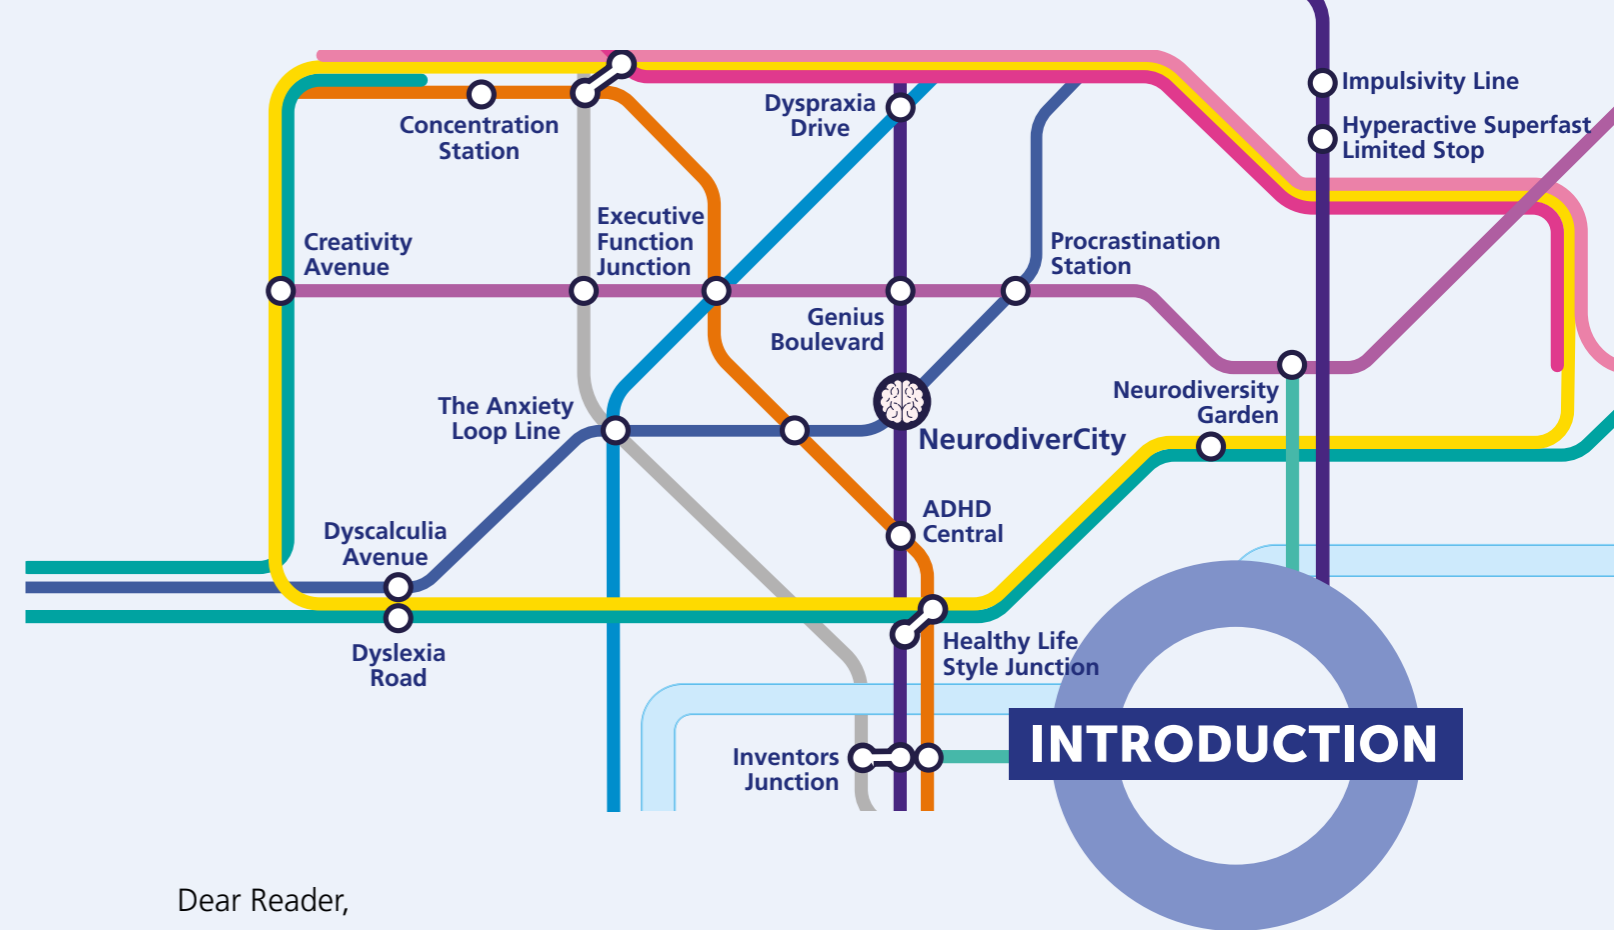 Impulsivity Line
Hyperactive Superfast
Limited Stop
Dyspraxia
Drive
Concentration
Station
Executive
Function
Junction
Creativity
Avenue
Procrastination
Station
Genius
Boulevard
Neurodiversity
Garden
The Anxiety
Loop Line
NeurodiverCity
ADHD
Central
Dyscalculia
Avenue
Dyslexia
Road
Healthy Life
Style Junction
Inventors
Junction
INTRODUCTION
Dear Reader,